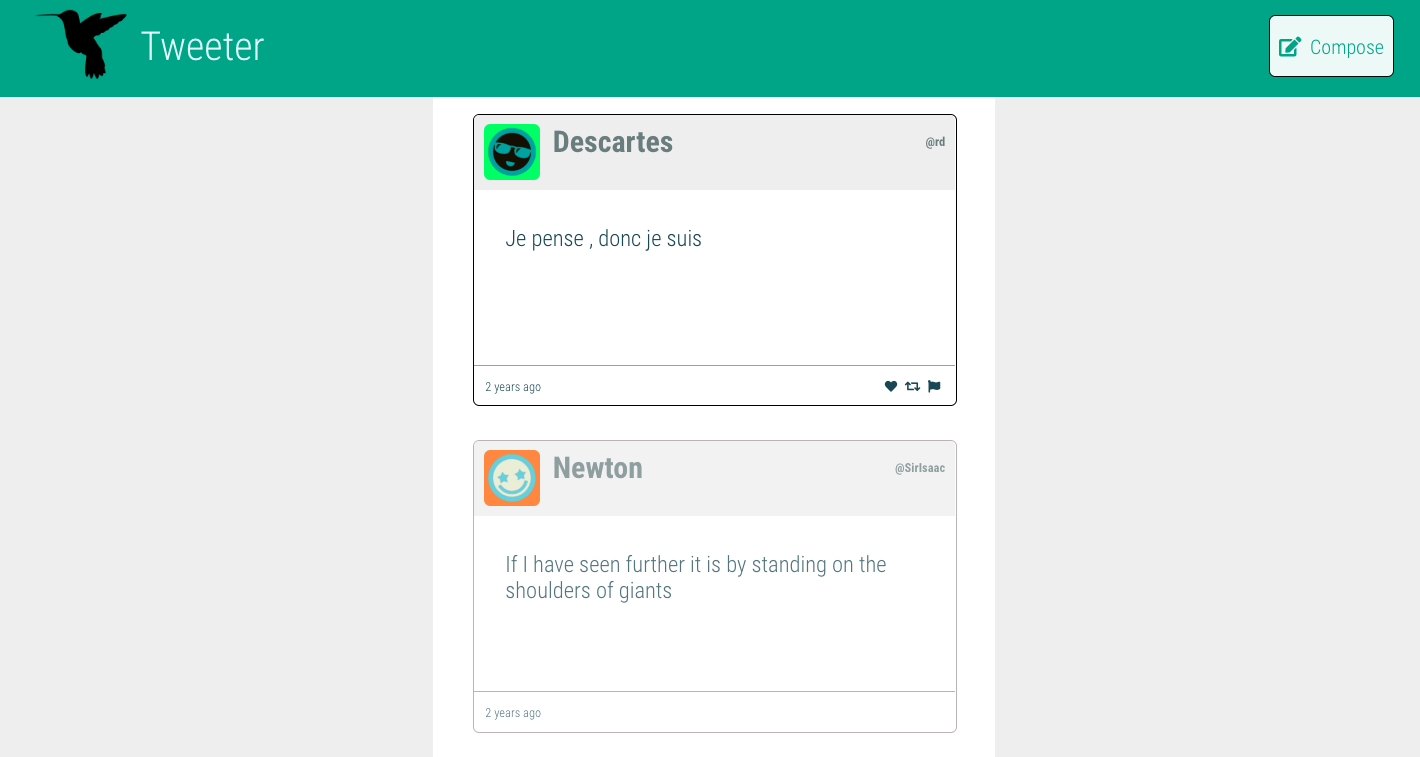 Tweeter
Compose
Descartes
@rd
Je pense , donc je suis
2 years ago
Newton
@SirIsaac
If I have seen further it is by standing on the
shoulders of giants
2 years ago